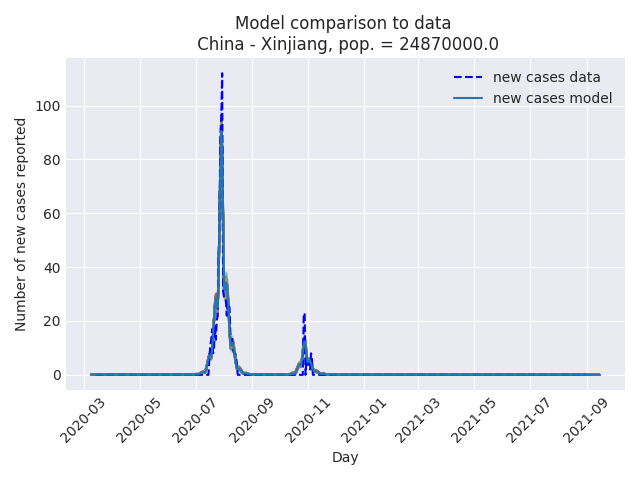 Model comparison to data
China - Xinjiang, pop. = 24870000.0
new cases data
new cases model
Number of new cases reported
100
80
60
40
20
0
2020-03
2020-05
2020-07
2020-09
2020-11
2021-01
2021-03
2021-05
2021-07
2021-09
Day